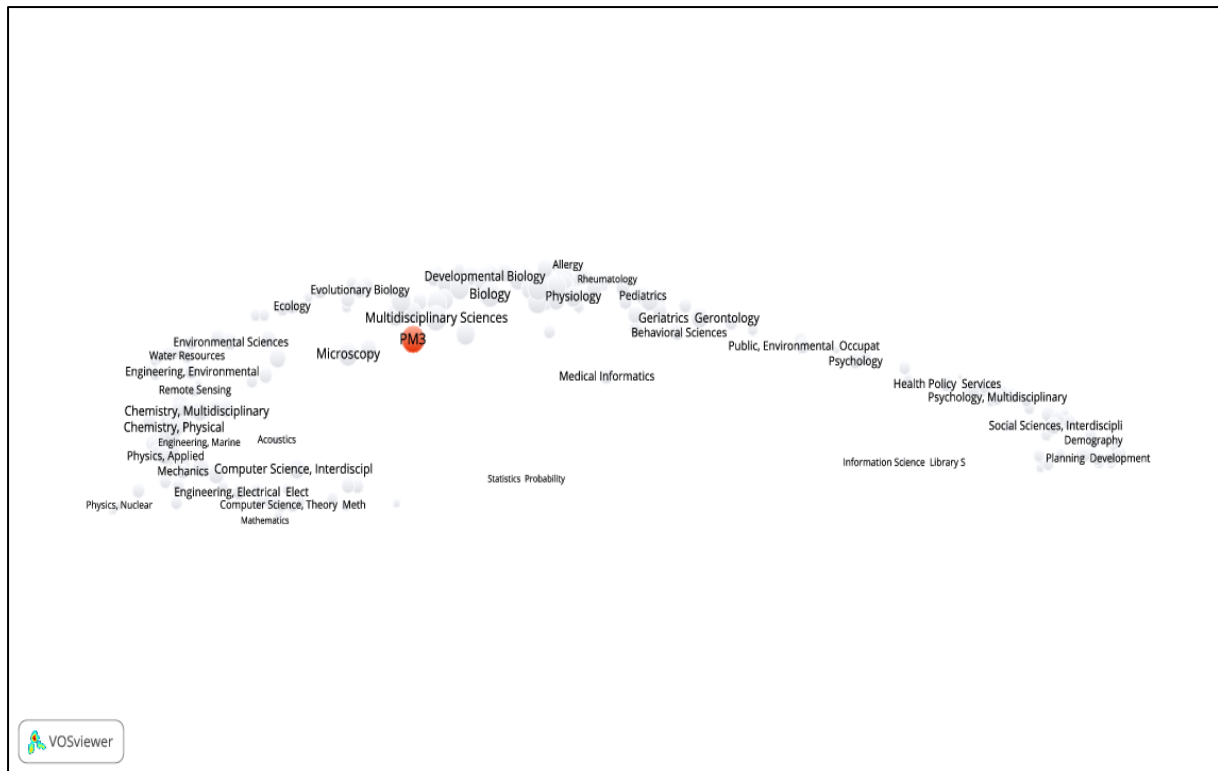 Allergy
Developmental Biology
Rheumatology
Evolutionary Biology
Biology
Physiology
Pediatrics
Ecology
Multidisciplinary Sciences
Geriatrics Gerontology
Behavioral Sciences
PM3
Environmental Sciences
Public, Environmental Occupat
Water Resources
Microscopy
Psychology
Engineering, Environmental
Medical Informatics
Remote Sensing
Health Policy Services
Psychology, Multidisciplinary
Chemistry, Multidisciplinary
Chemistry, Physical
Social Sciences, Interdiscipli
Engineering, Marine
Acoustics
Demography
Physics, Applied
Planning Development
Information Science Library S
Mechanics
Computer Science, Interdiscipl
Statistics Probability
Engineering, Electrical Elect
Physics, Nuclear
Computer Science, Theory Meth
Mathematics
VOSviewer